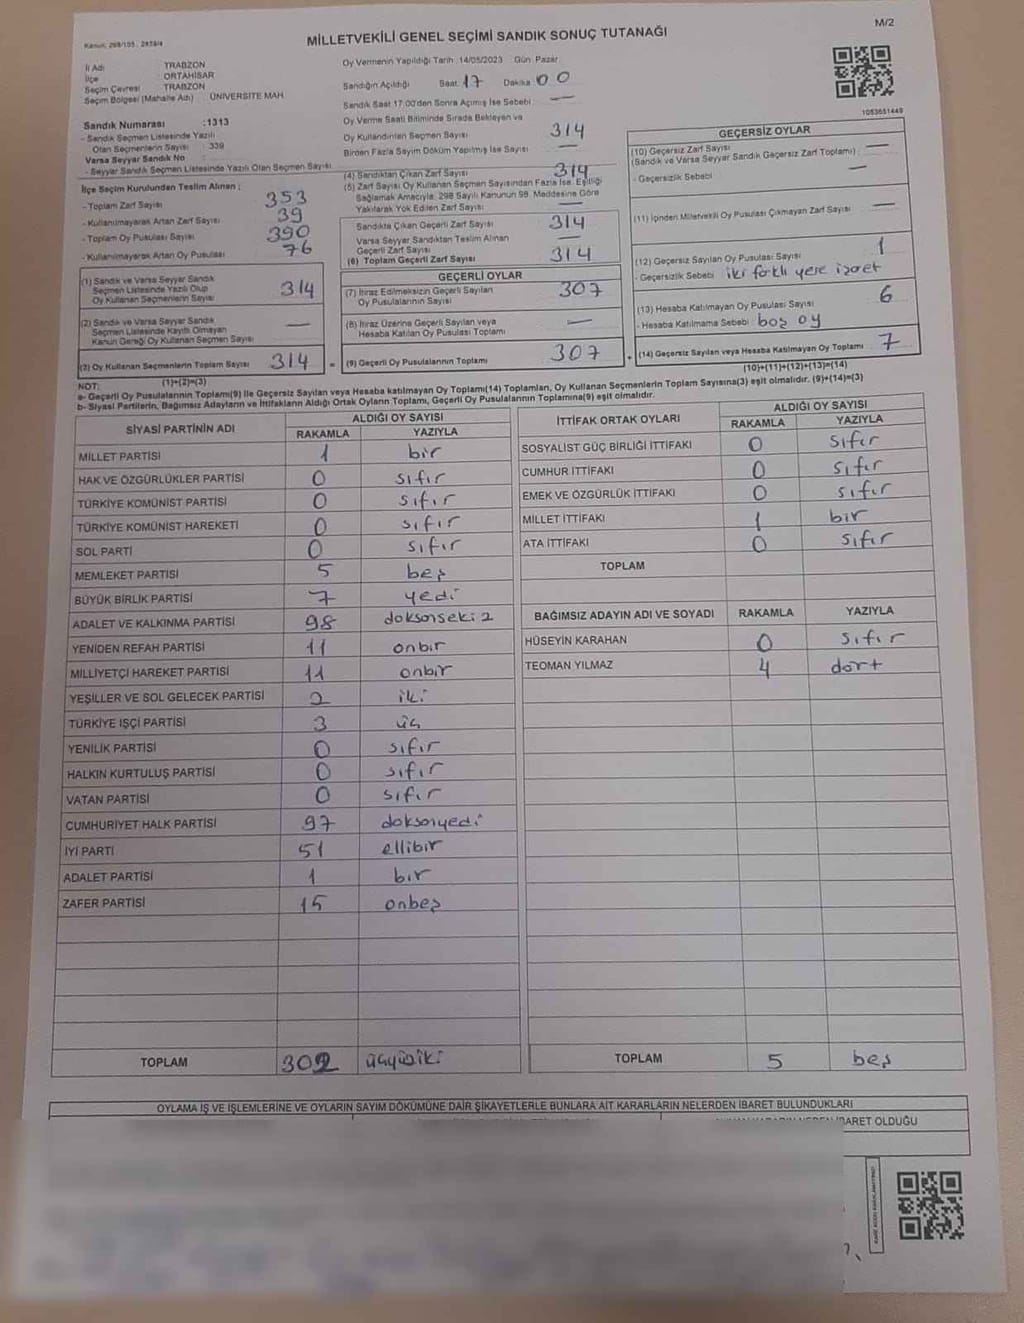 M/2
Kanun: 298/105 , 2839/4
MİLLETVEKİLİ GENEL SEÇİMİ SANDIK SONUÇ TUTANAĞI
İl Adı TRABZON
İlçe ORTAHİSAR
Seçim Çevresi TRABZON
Seçim Bölgesi (Mahalle Adı) : ÜNİVERSİTE MAH.
Sandık Numarası :1313
- Sandık Seçmen Listesinde Yazılı
Olan Seçmenlerin Sayısı : 339
Varsa Seyyar Sandık No :
- Seyyar Sandık Seçmen Listesinde Yazılı Olan Seçmen Sayısı
Oy Vermenin Yapıldığı Tarih :14/05/2023 Gün: Pazar
Sandığın Açıldığı Saat: 17 Dakika: 00
Sandık Saat 17:00'den Sonra Açılmış İse Sebebi : —
Oy Verme Saati Bitiminde Sırada Bekleyen ve
Oy Kullandırılan Seçmen Sayısı 314
Birden Fazla Sayım Döküm Yapılmış İse Sayısı —
1053651449
İlçe Seçim Kurulundan Teslim Alınan ;
- Toplam Zarf Sayısı 353
- Kullanılmayarak Artan Zarf Sayısı : 39
- Toplam Oy Pusulası Sayısı 390
- Kullanılmayarak Artan Oy Pusulası 76
(4) Sandıktan Çıkan Zarf Sayısı 314
(5) Zarf Sayısı Oy Kullanan Seçmen Sayısından Fazla İse, Eşitliği
Sağlamak Amacıyla, 298 Sayılı Kanunun 98. Maddesine Göre
Yakılarak Yok Edilen Zarf Sayısı —
Sandıkta Çıkan Geçerli Zarf Sayısı 314
Varsa Seyyar Sandıktan Teslim Alınan
Geçerli Zarf Sayısı —
(6) Toplam Geçerli Zarf Sayısı 314
GEÇERSİZ OYLAR
(10) Geçersiz Zarf Sayısı
(Sandık ve Varsa Seyyar Sandık Geçersiz Zarf Toplamı) : —
- Geçersizlik Sebebi : —
(11) İçinden Milletvekili Oy Pusulası Çıkmayan Zarf Sayısı —
(12) Geçersiz Sayılan Oy Pusulası Sayısı 1
- Geçersizlik Sebebi : iki farklı yere işaret
(13) Hesaba Katılmayan Oy Pusulası Sayısı 6
- Hesaba Katılmama Sebebi : boş oy
(14) Geçersiz Sayılan veya Hesaba Katılmayan Oy Toplamı 7
(10)+(11)+(12)+(13)=(14)
(1) Sandık ve Varsa Seyyar Sandık
Seçmen Listesinde Yazılı Olup
Oy Kullanan Seçmenlerin Sayısı 314
(2) Sandık ve Varsa Seyyar Sandık
Seçmen Listesinde Kayıtlı Olmayan
Kanun Gereği Oy Kullanan Seçmen Sayısı —
(3) Oy Kullanan Seçmenlerin Toplam Sayısı 314 =
(1)+(2)=(3)
GEÇERLİ OYLAR
(7) İtiraz Edilmeksizin Geçerli Sayılan
Oy Pusulalarının Sayısı 307
(8) İtiraz Üzerine Geçerli Sayılan veya
Hesaba Katılan Oy Pusulası Toplamı —
(9) Geçerli Oy Pusulalarının Toplamı 307 +
NOT:
a- Geçerli Oy Pusulalarının Toplamı(9) ile Geçersiz Sayılan veya Hesaba katılmayan Oy Toplamı(14) Toplamları, Oy Kullanan Seçmenlerin Toplam Sayısına(3) eşit olmalıdır. (9)+(14)=(3)
b- Siyasi Partilerin, Bağımsız Adayların ve İttifakların Aldığı Ortak Oyların Toplamı, Geçerli Oy Pusulalarının Toplamına(9) eşit olmalıdır.
SİYASİ PARTİNİN ADI ALDIĞI OY SAYISI
RAKAMLA YAZIYLA
MİLLET PARTİSİ 1 bir
HAK VE ÖZGÜRLÜKLER PARTİSİ 0 sıfır
TÜRKİYE KOMÜNİST PARTİSİ 0 sıfır
TÜRKİYE KOMÜNİST HAREKETİ 0 sıfır
SOL PARTİ 0 sıfır
MEMLEKET PARTİSİ 5 beş
BÜYÜK BİRLİK PARTİSİ 7 yedi
ADALET VE KALKINMA PARTİSİ 98 doksansekiz
YENİDEN REFAH PARTİSİ 11 onbir
MİLLİYETÇİ HAREKET PARTİSİ 11 onbir
YEŞİLLER VE SOL GELECEK PARTİSİ 2 iki
TÜRKİYE İŞÇİ PARTİSİ 3 üç
YENİLİK PARTİSİ 0 sıfır
HALKIN KURTULUŞ PARTİSİ 0 sıfır
VATAN PARTİSİ 0 sıfır
CUMHURİYET HALK PARTİSİ 97 doksanyedi
İYİ PARTİ 51 ellibir
ADALET PARTİSİ 1 bir
ZAFER PARTİSİ 15 onbeş
TOPLAM 302 üçyüziki
İTTİFAK ORTAK OYLARI ALDIĞI OY SAYISI
RAKAMLA YAZIYLA
SOSYALİST GÜÇ BİRLİĞİ İTTİFAKI 0 sıfır
CUMHUR İTTİFAKI 0 sıfır
EMEK VE ÖZGÜRLÜK İTTİFAKI 0 sıfır
MİLLET İTTİFAKI 1 bir
ATA İTTİFAKI 0 sıfır
TOPLAM
BAĞIMSIZ ADAYIN ADI VE SOYADI RAKAMLA YAZIYLA
HÜSEYİN KARAHAN 0 sıfır
TEOMAN YILMAZ 4 dört
TOPLAM 5 beş
OYLAMA İŞ VE İŞLEMLERİNE VE OYLARIN SAYIM DÖKÜMÜNE DAİR ŞİKAYETLERLE BUNLARA AİT KARARLARIN NELERDEN İBARET BULUNDUKLARI
İBARET OLDUĞU